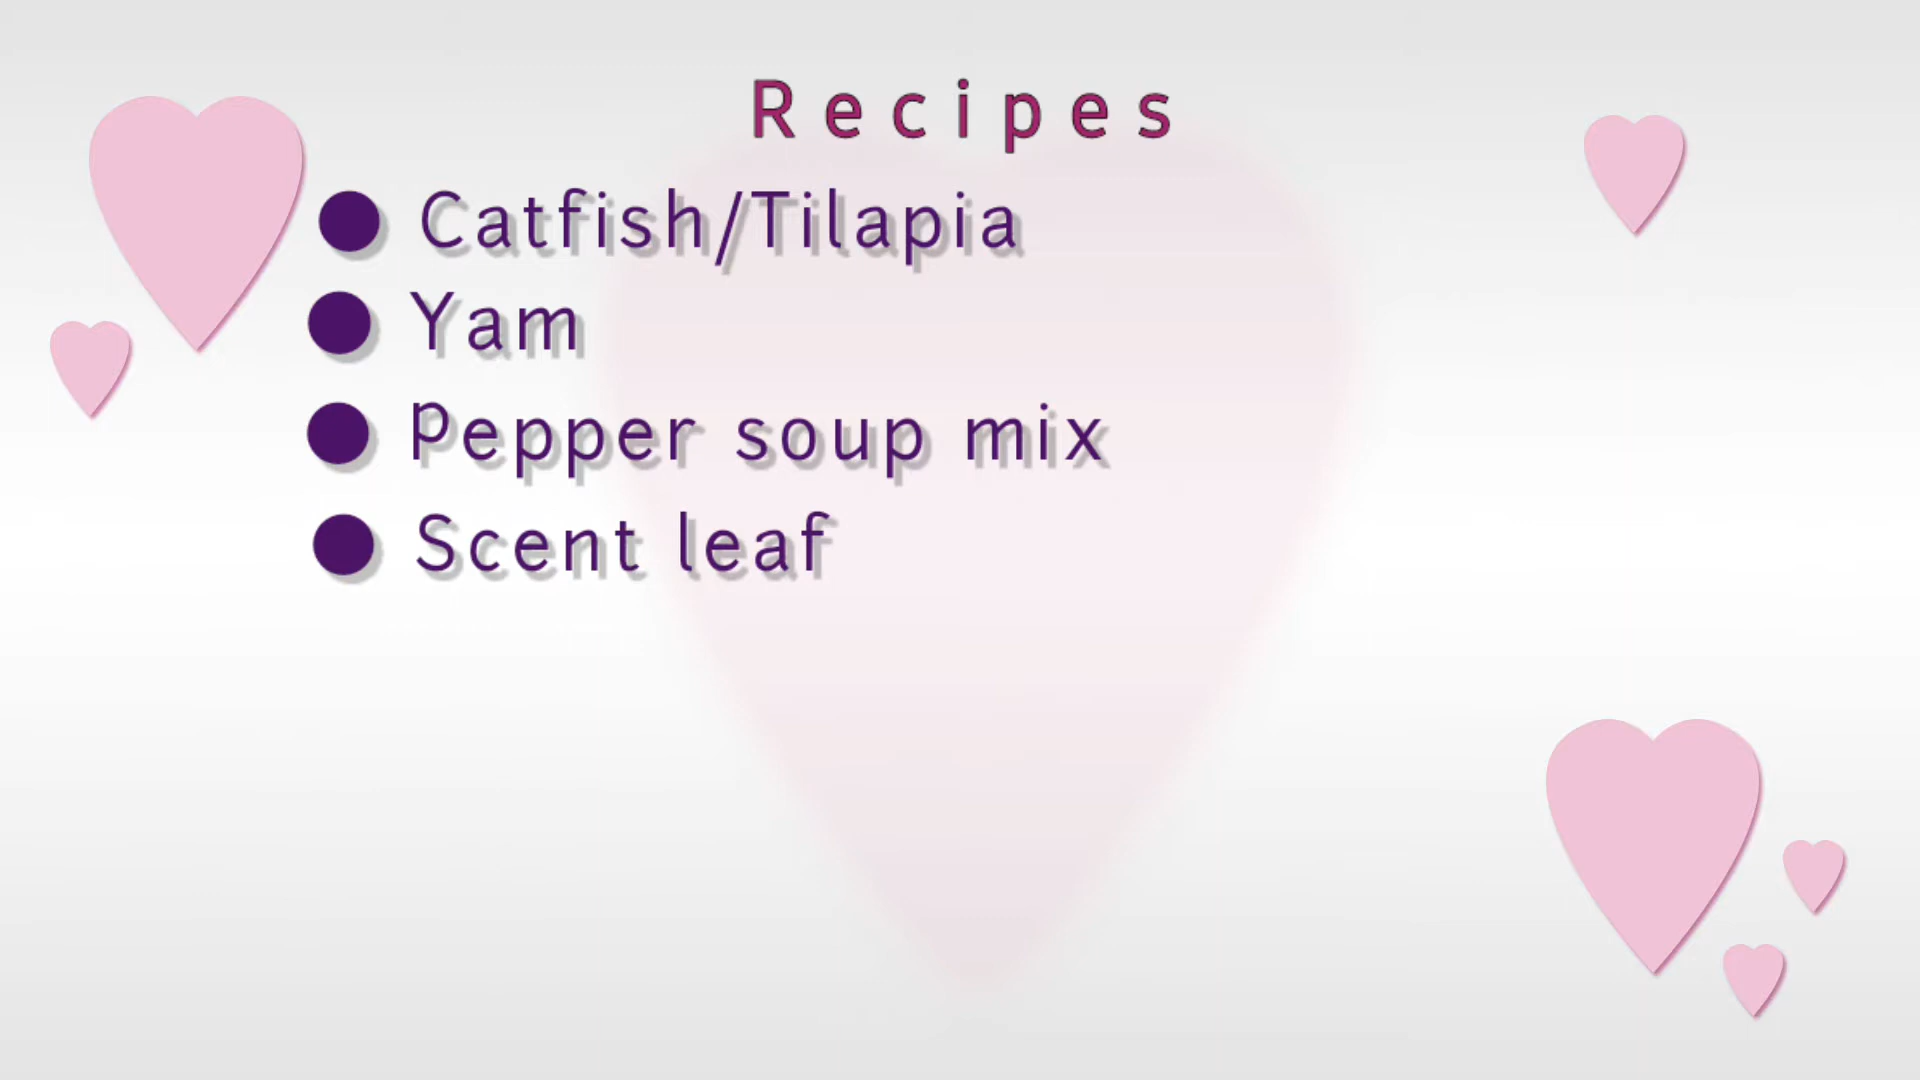 Recipes
● Catfish/Tilapia
● Yam
● Pepper soup mix
● Scent leaf